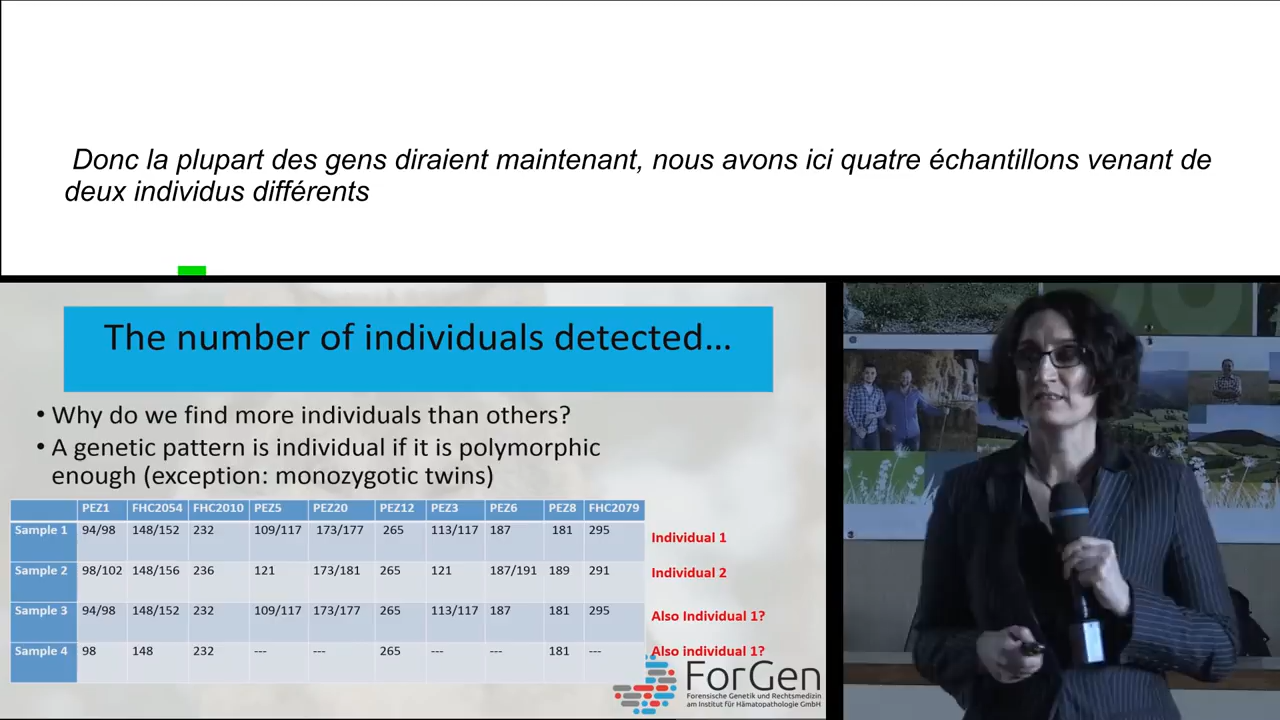 Donc la plupart des gens diraient maintenant, nous avons ici quatre échantillons venant de
deux individus différents
The number of individuals detected...
• Why do we find more individuals than others?
• A genetic pattern is individual if it is polymorphic
enough (exception: monozygotic twins)
PEZ1 FHC2054 FHC2010 PEZ5 PEZ20 PEZ12 PEZ3 PEZ6 PEZ8 FHC2079
Sample 1 94/98 148/152 232 109/117 173/177 265 113/117 187 181 295 Individual 1
Sample 2 98/102 148/156 236 121 173/181 265 121 187/191 189 291 Individual 2
Sample 3 94/98 148/152 232 109/117 173/177 265 113/117 187 181 295 Also Individual 1?
Sample 4 98 148 232 --- --- 265 --- --- 181 --- Also individual 1?
ForGen
Forensische Genetik und Rechtsmedizin
am Institut für Hämatopathologie GmbH